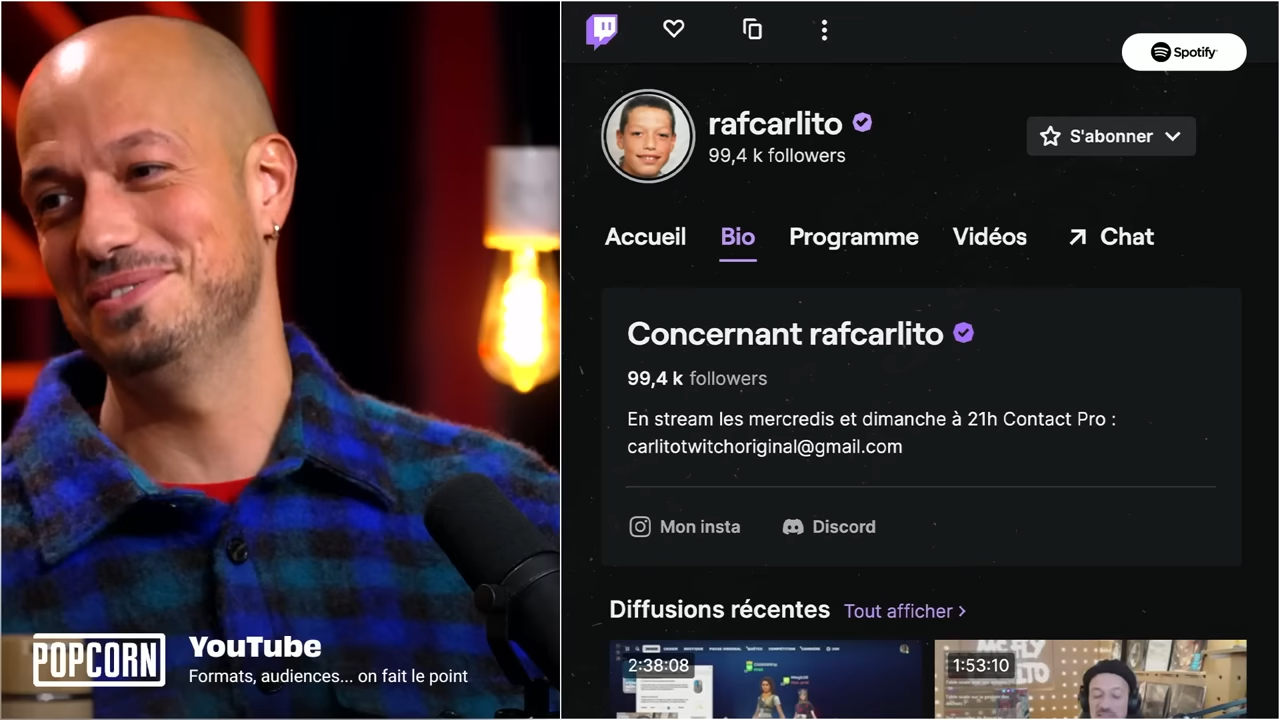 Spotify
rafcarlito
99,4 k followers
S'abonner
Accueil
Bio
Programme
Vidéos
Chat
Concernant rafcarlito
99,4 k followers
En stream les mercredis et dimanche à 21h Contact Pro :
carlitotwitchoriginal@gmail.com
Mon insta
Discord
Diffusions récentes
Tout afficher >
2:38:08
1:53:10
POPCORN
YouTube
Formats, audiences... on fait le point